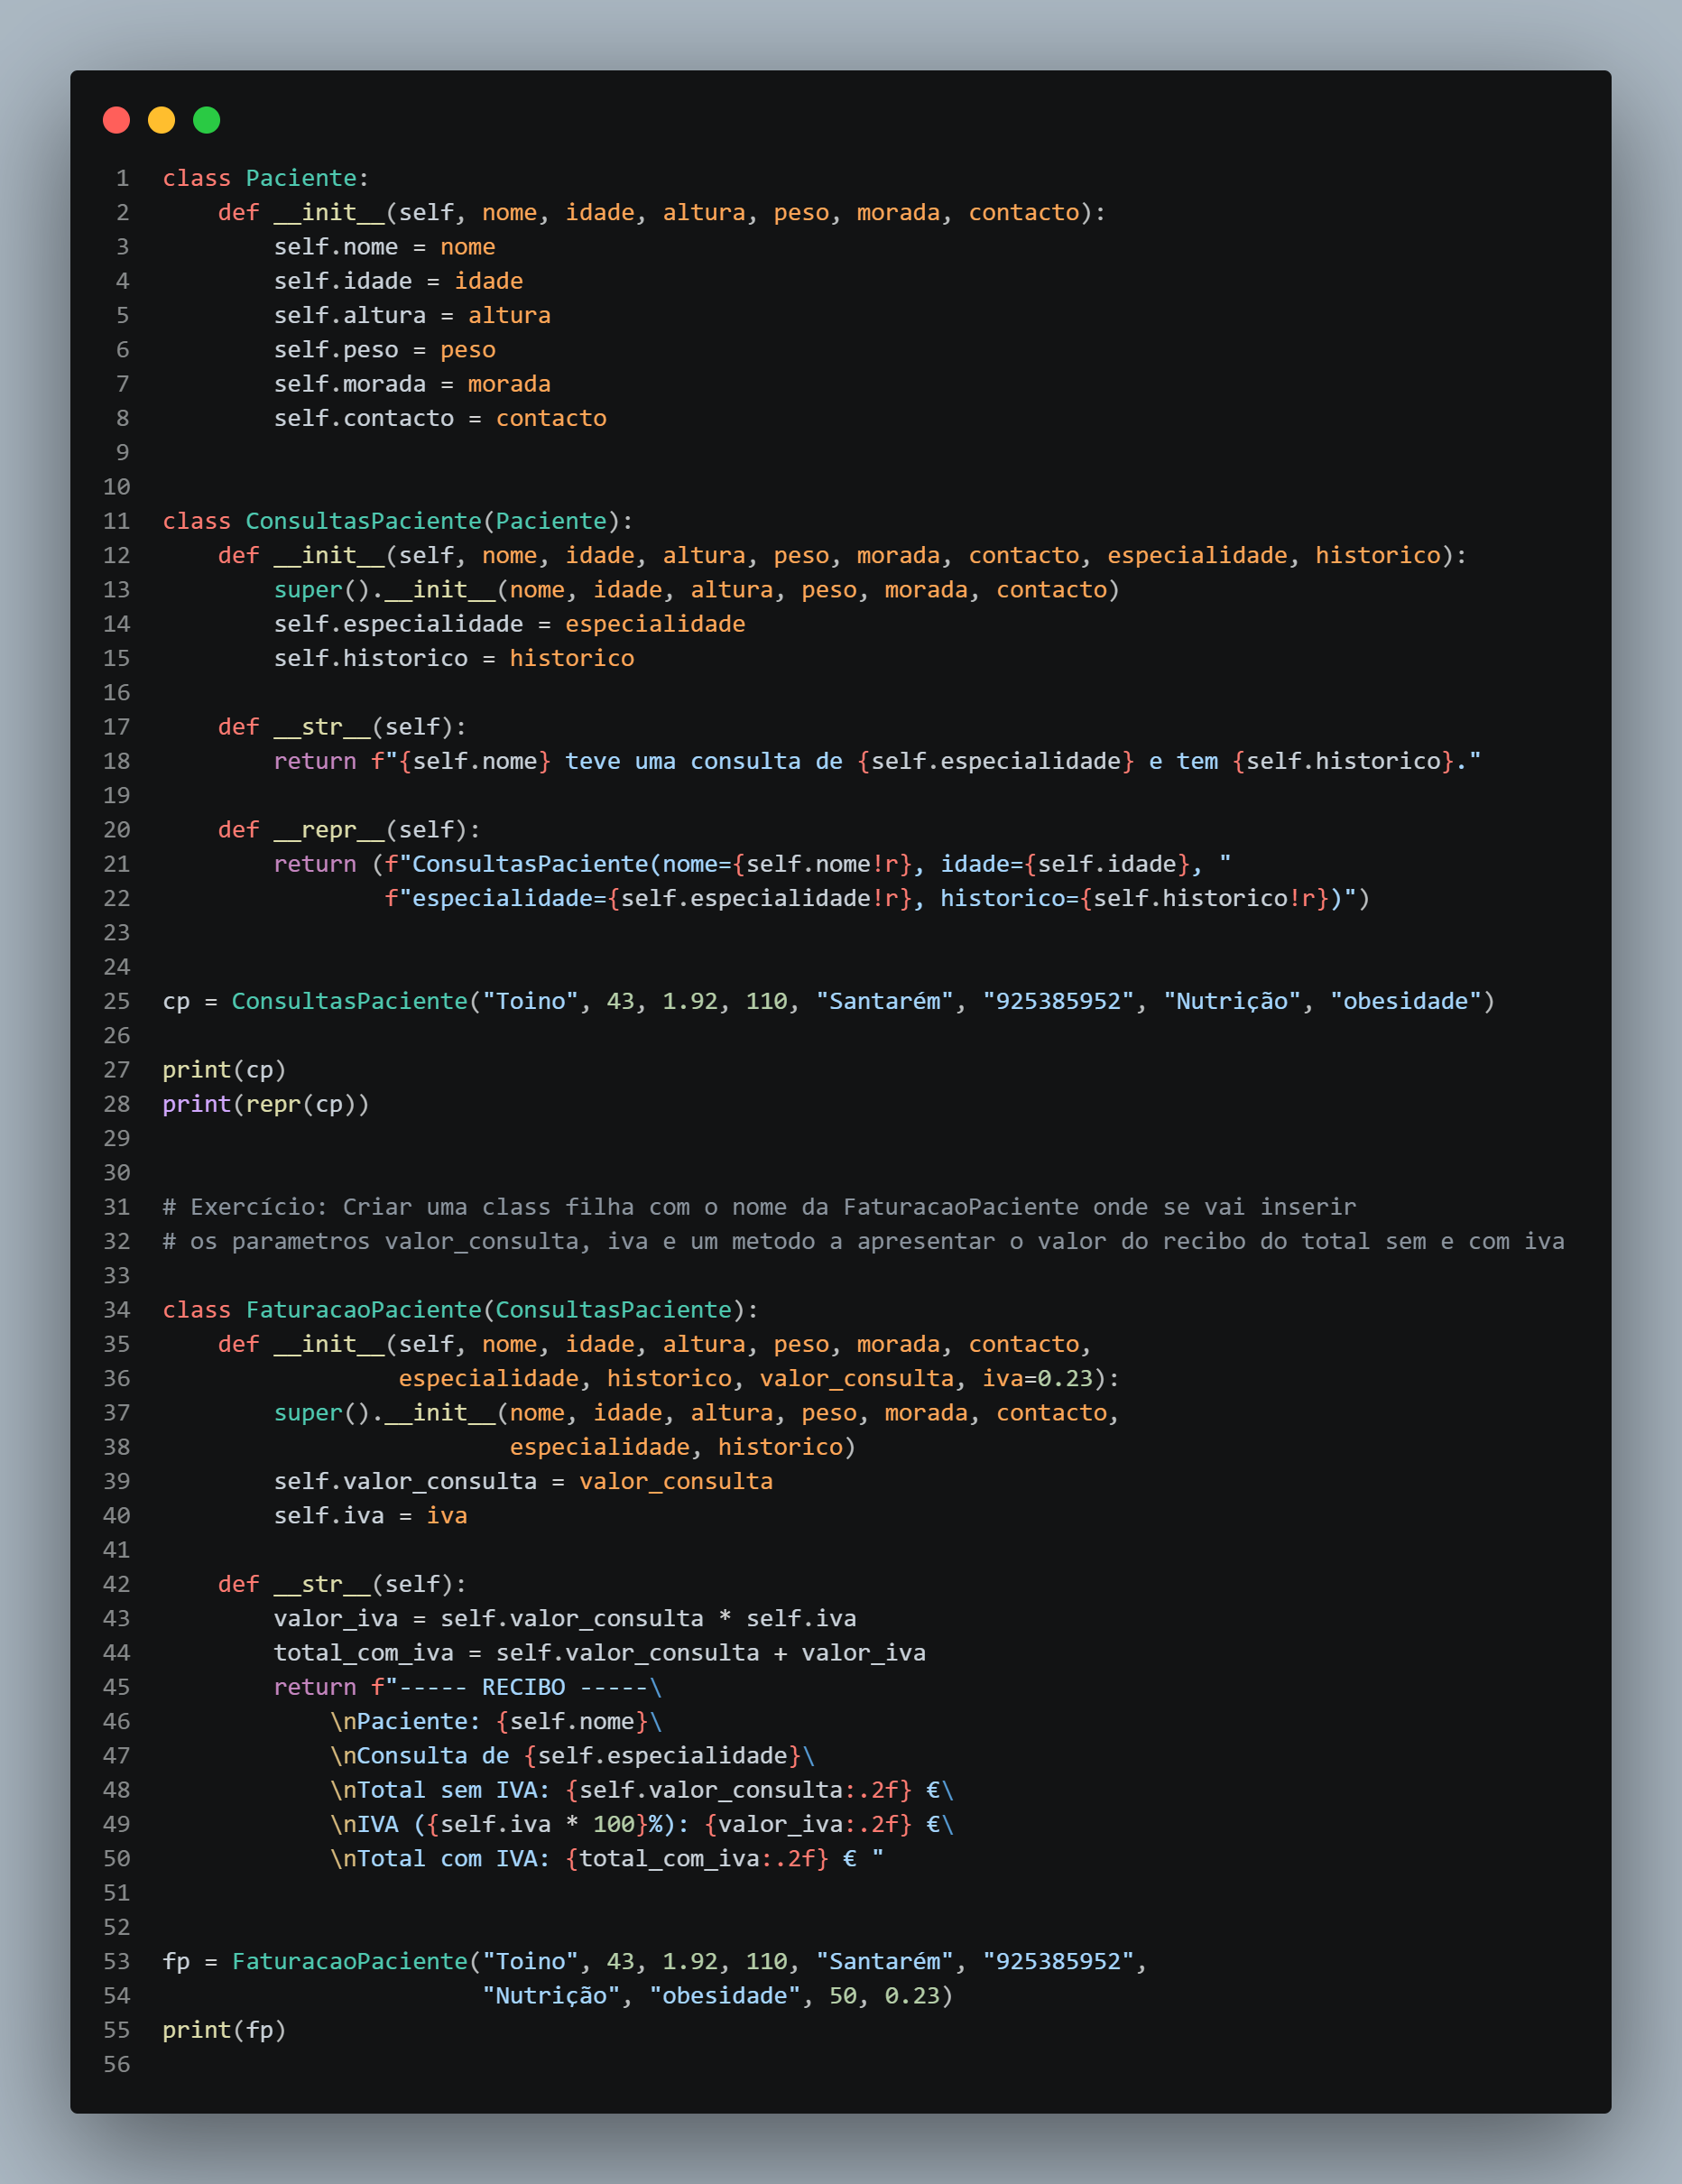 1 class Paciente:
2     def __init__(self, nome, idade, altura, peso, morada, contacto):
3         self.nome = nome
4         self.idade = idade
5         self.altura = altura
6         self.peso = peso
7         self.morada = morada
8         self.contacto = contacto
9
10
11 class ConsultasPaciente(Paciente):
12     def __init__(self, nome, idade, altura, peso, morada, contacto, especialidade, historico):
13         super().__init__(nome, idade, altura, peso, morada, contacto)
14         self.especialidade = especialidade
15         self.historico = historico
16
17     def __str__(self):
18         return f"{self.nome} teve uma consulta de {self.especialidade} e tem {self.historico}."
19
20     def __repr__(self):
21         return (f"ConsultasPaciente(nome={self.nome!r}, idade={self.idade}, "
22                 f"especialidade={self.especialidade!r}, historico={self.historico!r})")
23
24
25 cp = ConsultasPaciente("Toino", 43, 1.92, 110, "Santarém", "925385952", "Nutrição", "obesidade")
26
27 print(cp)
28 print(repr(cp))
29
30
31 # Exercício: Criar uma class filha com o nome da FaturacaoPaciente onde se vai inserir
32 # os parametros valor_consulta, iva e um metodo a apresentar o valor do recibo do total sem e com iva
33
34 class FaturacaoPaciente(ConsultasPaciente):
35     def __init__(self, nome, idade, altura, peso, morada, contacto,
36                  especialidade, historico, valor_consulta, iva=0.23):
37         super().__init__(nome, idade, altura, peso, morada, contacto,
38                          especialidade, historico)
39         self.valor_consulta = valor_consulta
40         self.iva = iva
41
42     def __str__(self):
43         valor_iva = self.valor_consulta * self.iva
44         total_com_iva = self.valor_consulta + valor_iva
45         return f"----- RECIBO -----\
46             \nPaciente: {self.nome}\
47             \nConsulta de {self.especialidade}\
48             \nTotal sem IVA: {self.valor_consulta:.2f} €\
49             \nIVA ({self.iva * 100}%): {valor_iva:.2f} €\
50             \nTotal com IVA: {total_com_iva:.2f} € "
51
52
53 fp = FaturacaoPaciente("Toino", 43, 1.92, 110, "Santarém", "925385952",
54                        "Nutrição", "obesidade", 50, 0.23)
55 print(fp)
56